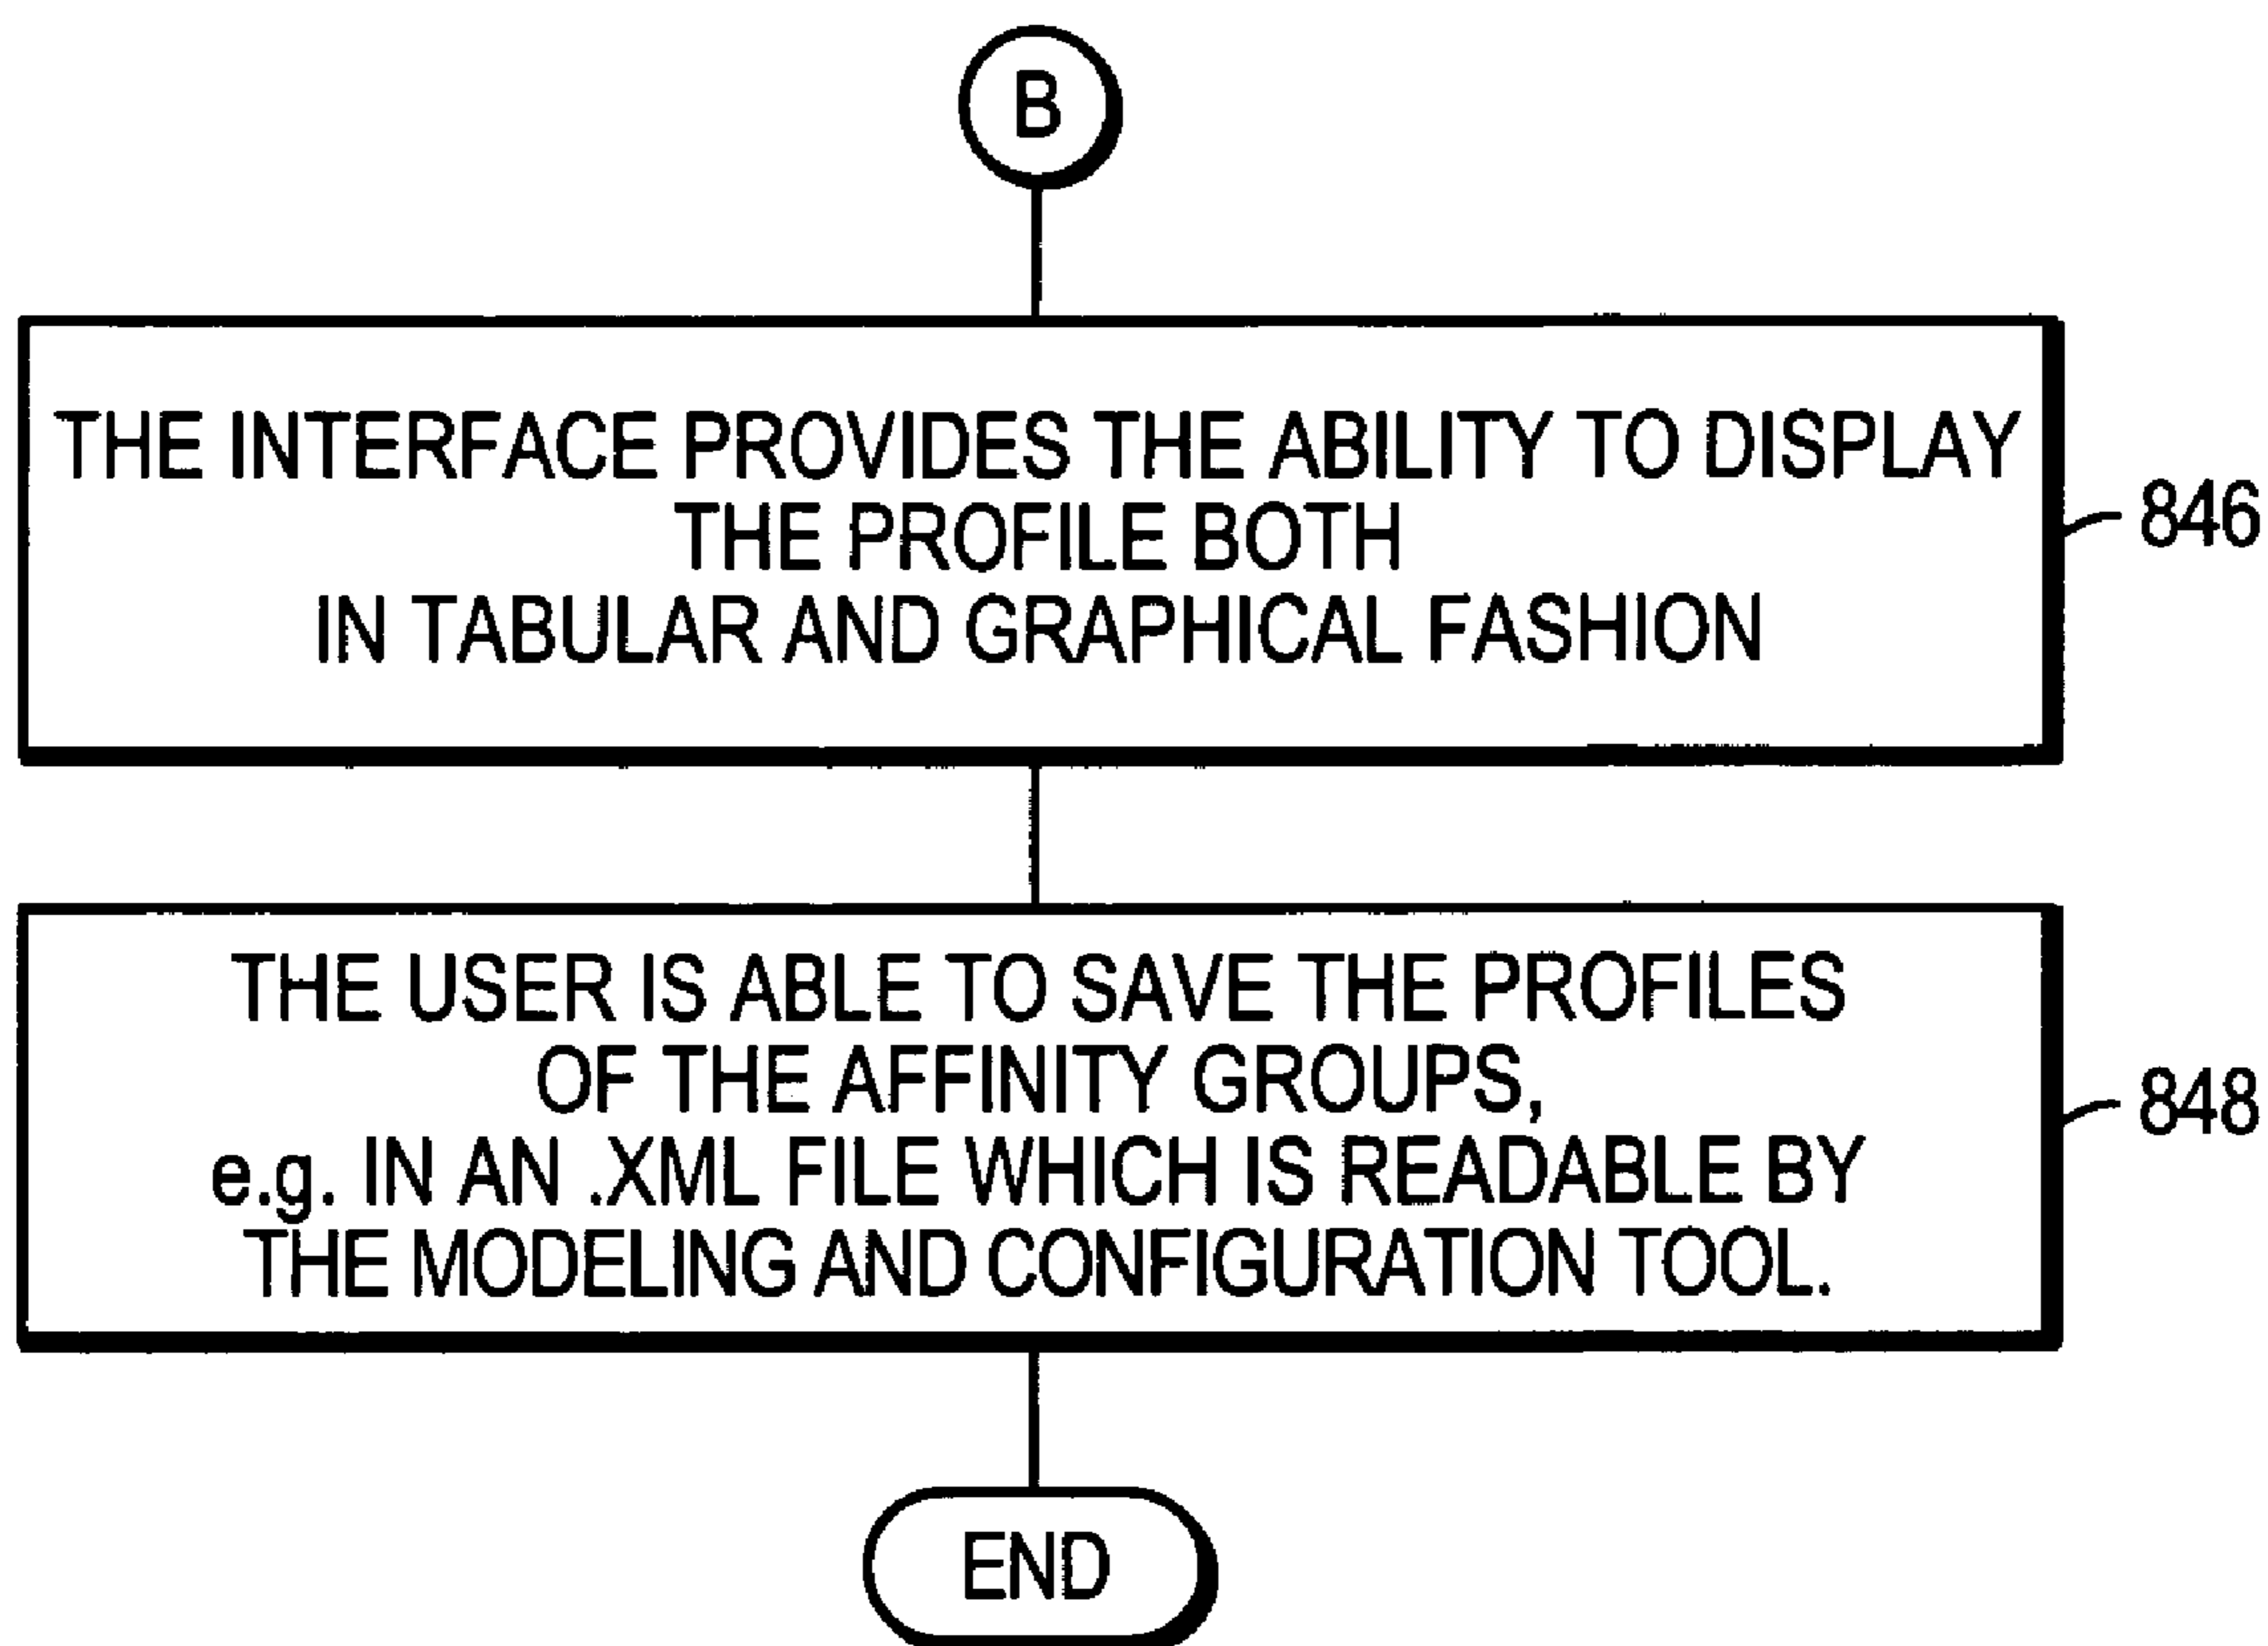 B
THE INTERFACE PROVIDES THE ABILITY TO DISPLAY
THE PROFILE BOTH
IN TABULAR AND GRAPHICAL FASHION
846
THE USER IS ABLE TO SAVE THE PROFILES
OF THE AFFINITY GROUPS,
e.g. IN AN .XML FILE WHICH IS READABLE BY
THE MODELING AND CONFIGURATION TOOL.
848
END